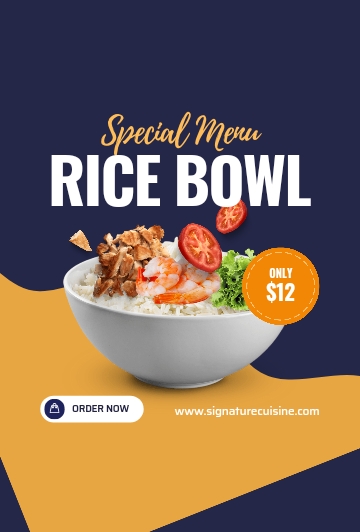 Special Menu
RICE BOWL
ONLY
$12
ORDER NOW
www.signaturecuisine.com